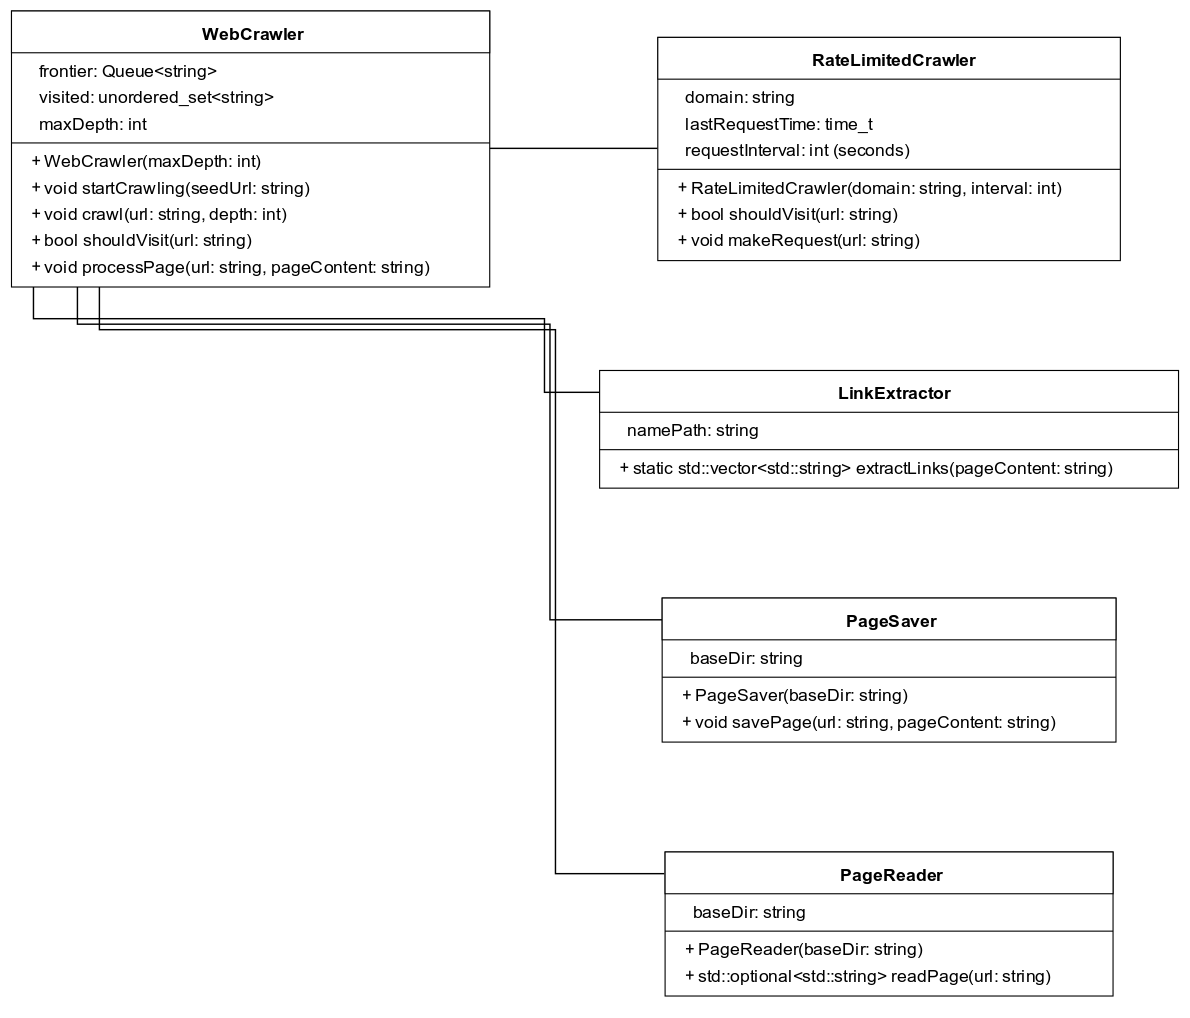 WebCrawler
frontier: Queue<string>
visited: unordered_set<string>
maxDepth: int
+ WebCrawler(maxDepth: int)
+ void startCrawling(seedUrl: string)
+ void crawl(url: string, depth: int)
+ bool shouldVisit(url: string)
+ void processPage(url: string, pageContent: string)
RateLimitedCrawler
domain: string
lastRequestTime: time_t
requestInterval: int (seconds)
+ RateLimitedCrawler(domain: string, interval: int)
+ bool shouldVisit(url: string)
+ void makeRequest(url: string)
LinkExtractor
namePath: string
+ static std::vector<std::string> extractLinks(pageContent: string)
PageSaver
baseDir: string
+ PageSaver(baseDir: string)
+ void savePage(url: string, pageContent: string)
PageReader
baseDir: string
+ PageReader(baseDir: string)
+ std::optional<std::string> readPage(url: string)